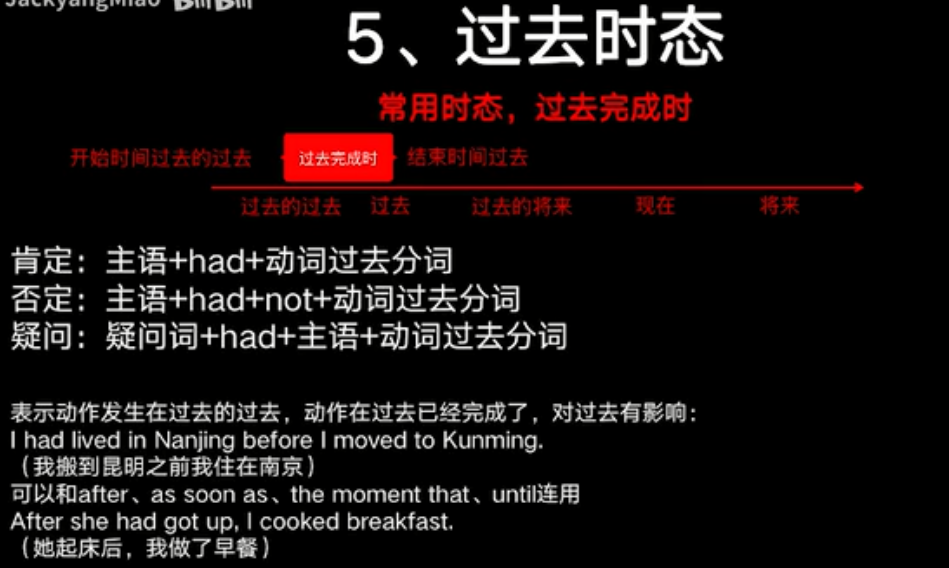 JackyangMiao bilibili
5、过去时态
常用时态，过去完成时
开始时间过去的过去 过去完成时 结束时间过去
过去的过去 过去 过去的将来 现在 将来
肯定：主语+had+动词过去分词
否定：主语+had+not+动词过去分词
疑问：疑问词+had+主语+动词过去分词
表示动作发生在过去的过去，动作在过去已经完成了，对过去有影响：
I had lived in Nanjing before I moved to Kunming.
（我搬到昆明之前我住在南京）
可以和after、as soon as、the moment that、until连用
After she had got up, I cooked breakfast.
（她起床后，我做了早餐）